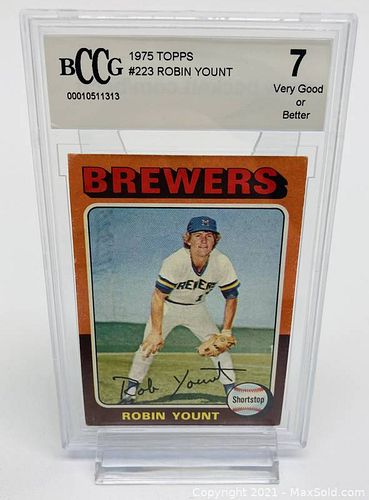 BCCG
1975 TOPPS
#223 ROBIN YOUNT
00010511313
7
Very Good
or
Better
BREWERS
BREWERS
Rob Yount
Shortstop
ROBIN YOUNT
Copyright © 2021 - MaxSold.com